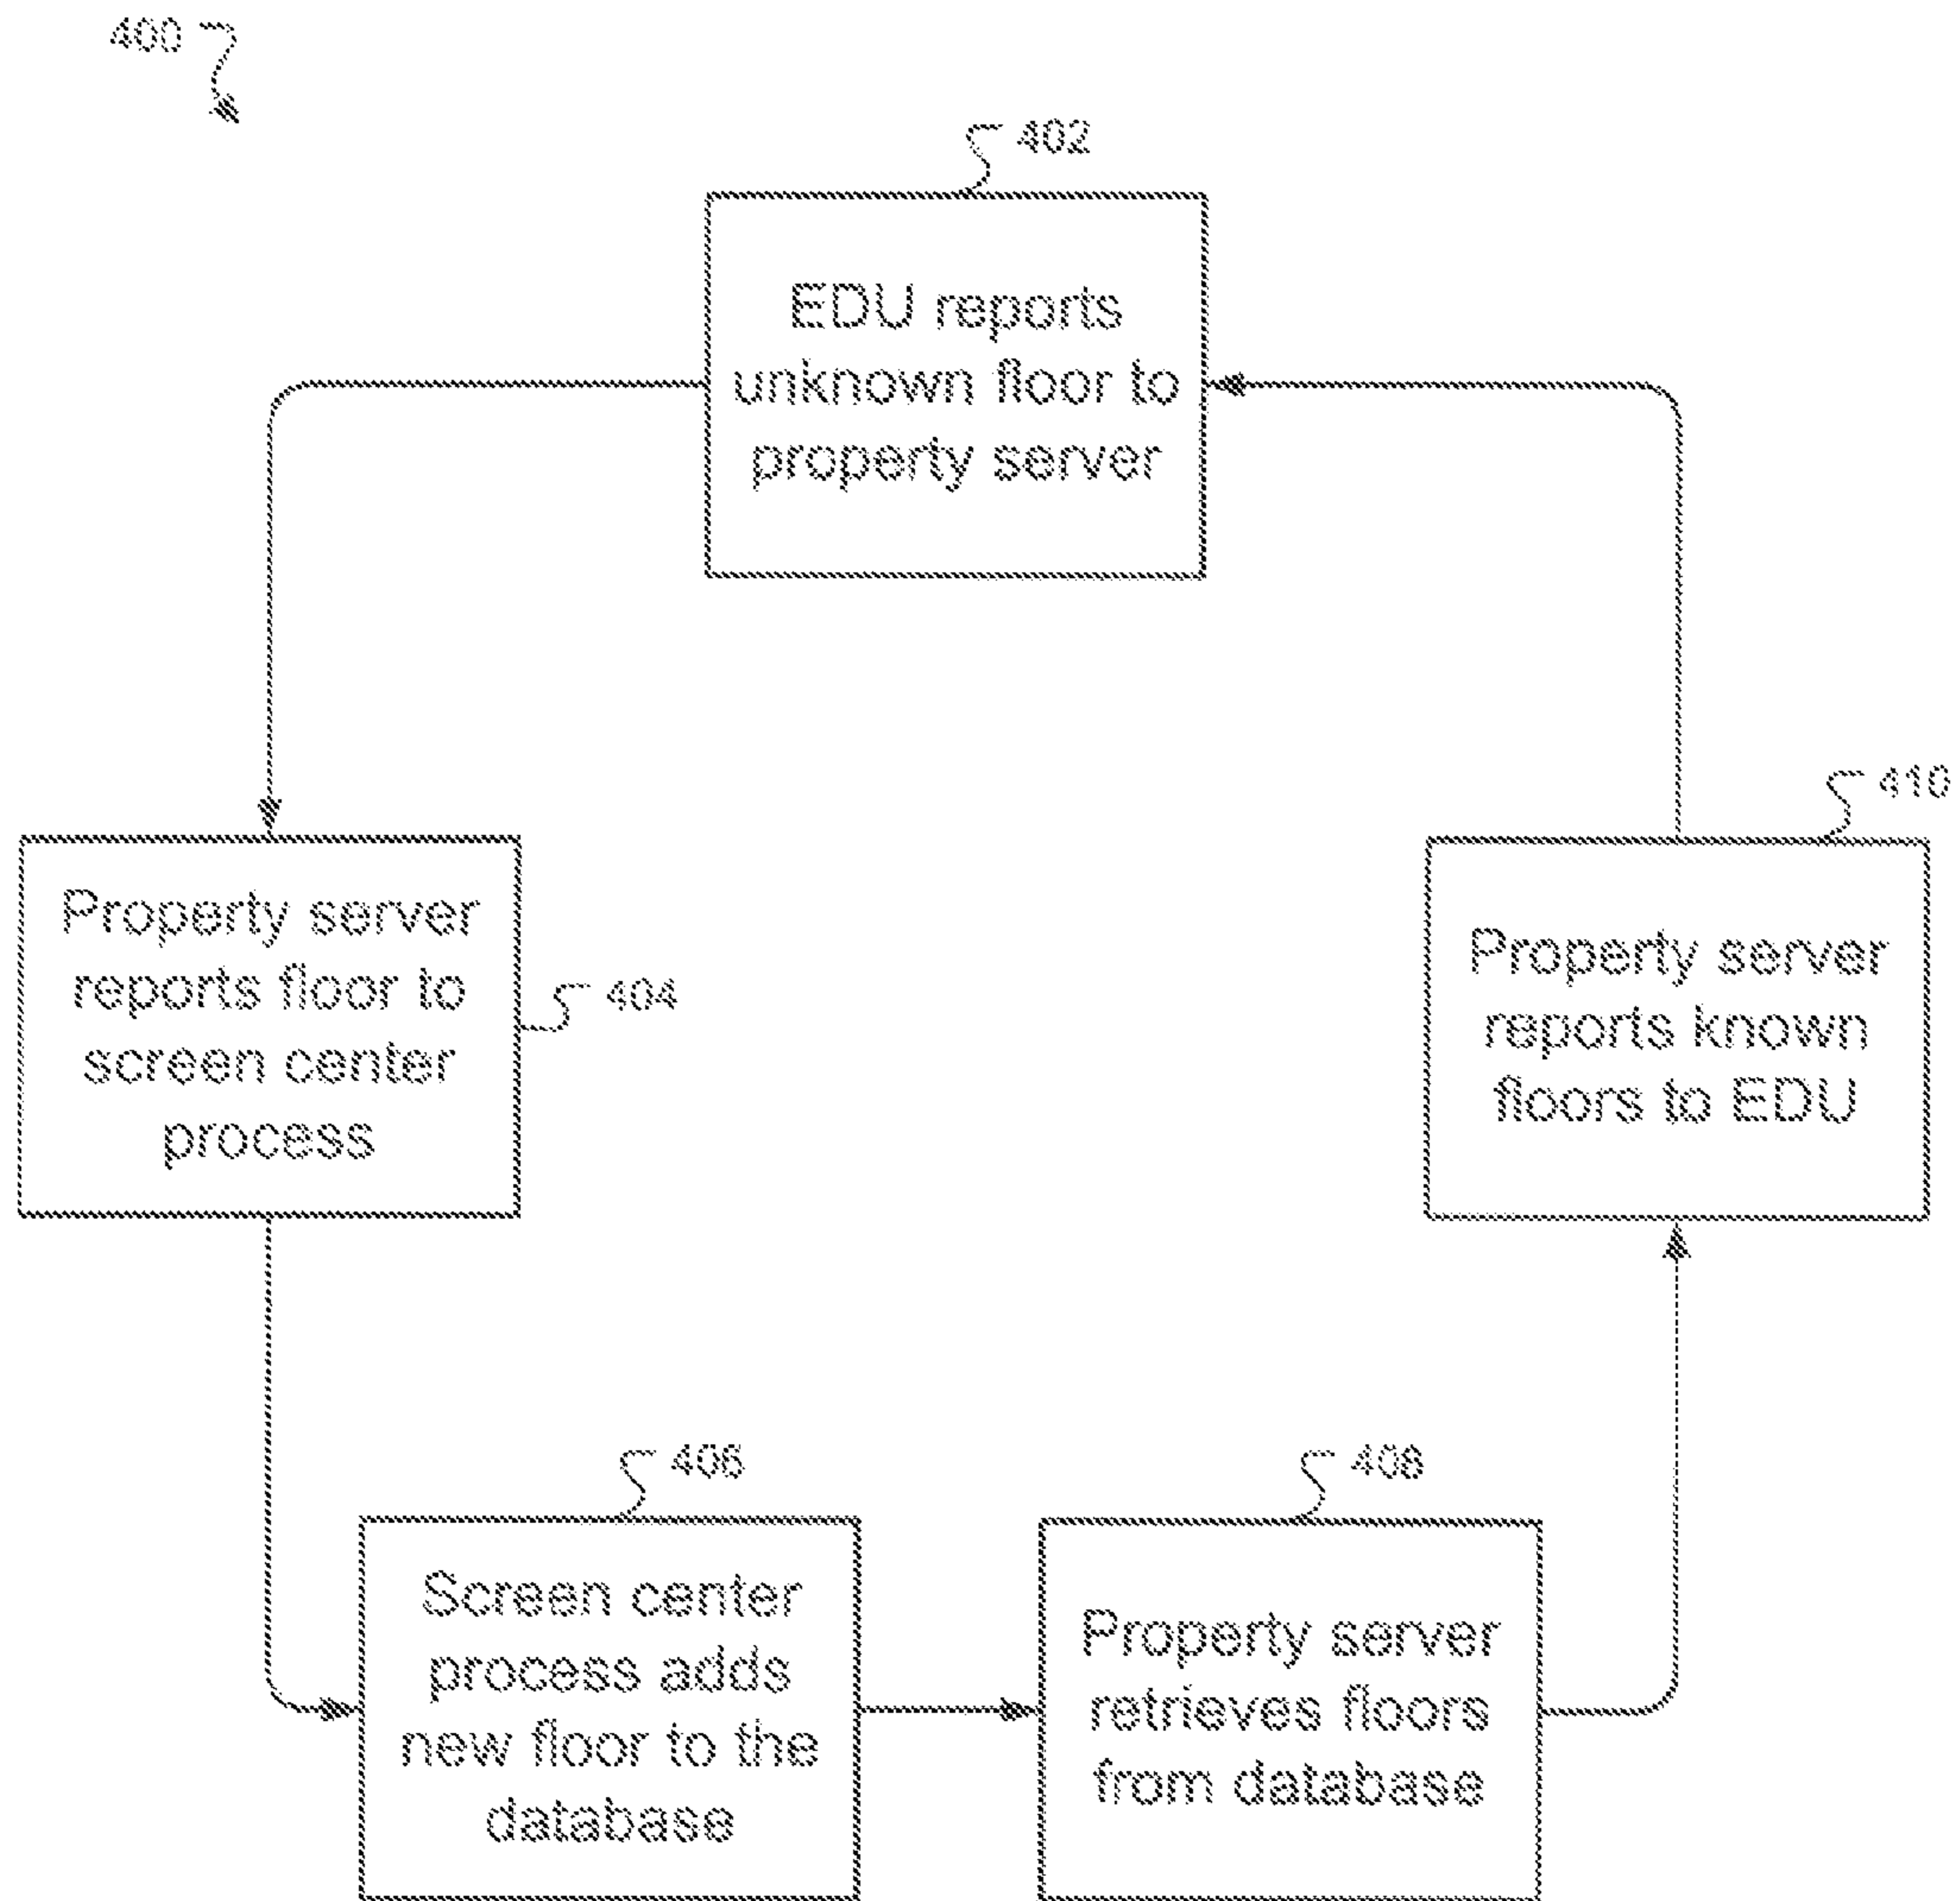 400
402
EDU reports
unknown floor to
property server
404
Property server
reports floor to
screen center
process
406
Screen center
process adds
new floor to the
database
408
Property server
retrieves floors
from database
410
Property server
reports known
floors to EDU